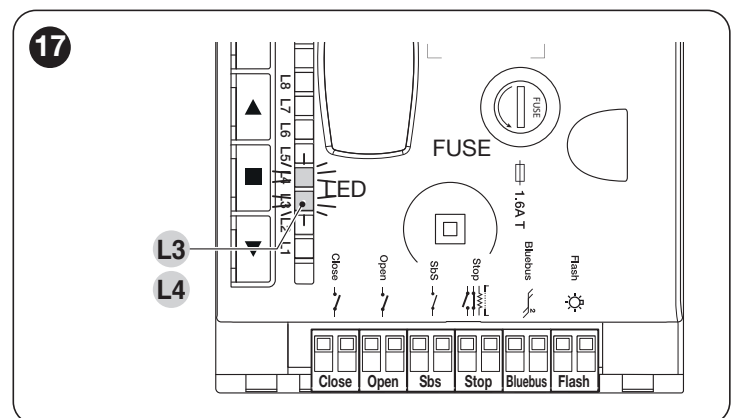 17
L8
L7
L6
L5
L4
L3
L2
L1
LED
FUSE
FUSE
1.6A T
L3
L4
Close
Open
SbS
Stop
Bluebus
Flash
2
Close Open Sbs Stop Bluebus Flash